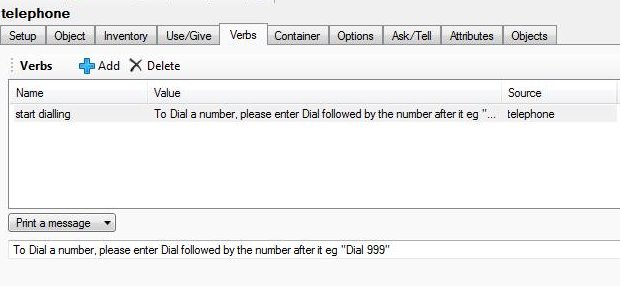 telephone
Setup Object Inventory Use/Give Verbs Container Options Ask/Tell Attributes Objects
Verbs Add Delete
Name Value Source
start dialling To Dial a number, please enter Dial followed by the number after it eg "... telephone
Print a message
To Dial a number, please enter Dial followed by the number after it eg "Dial 999"